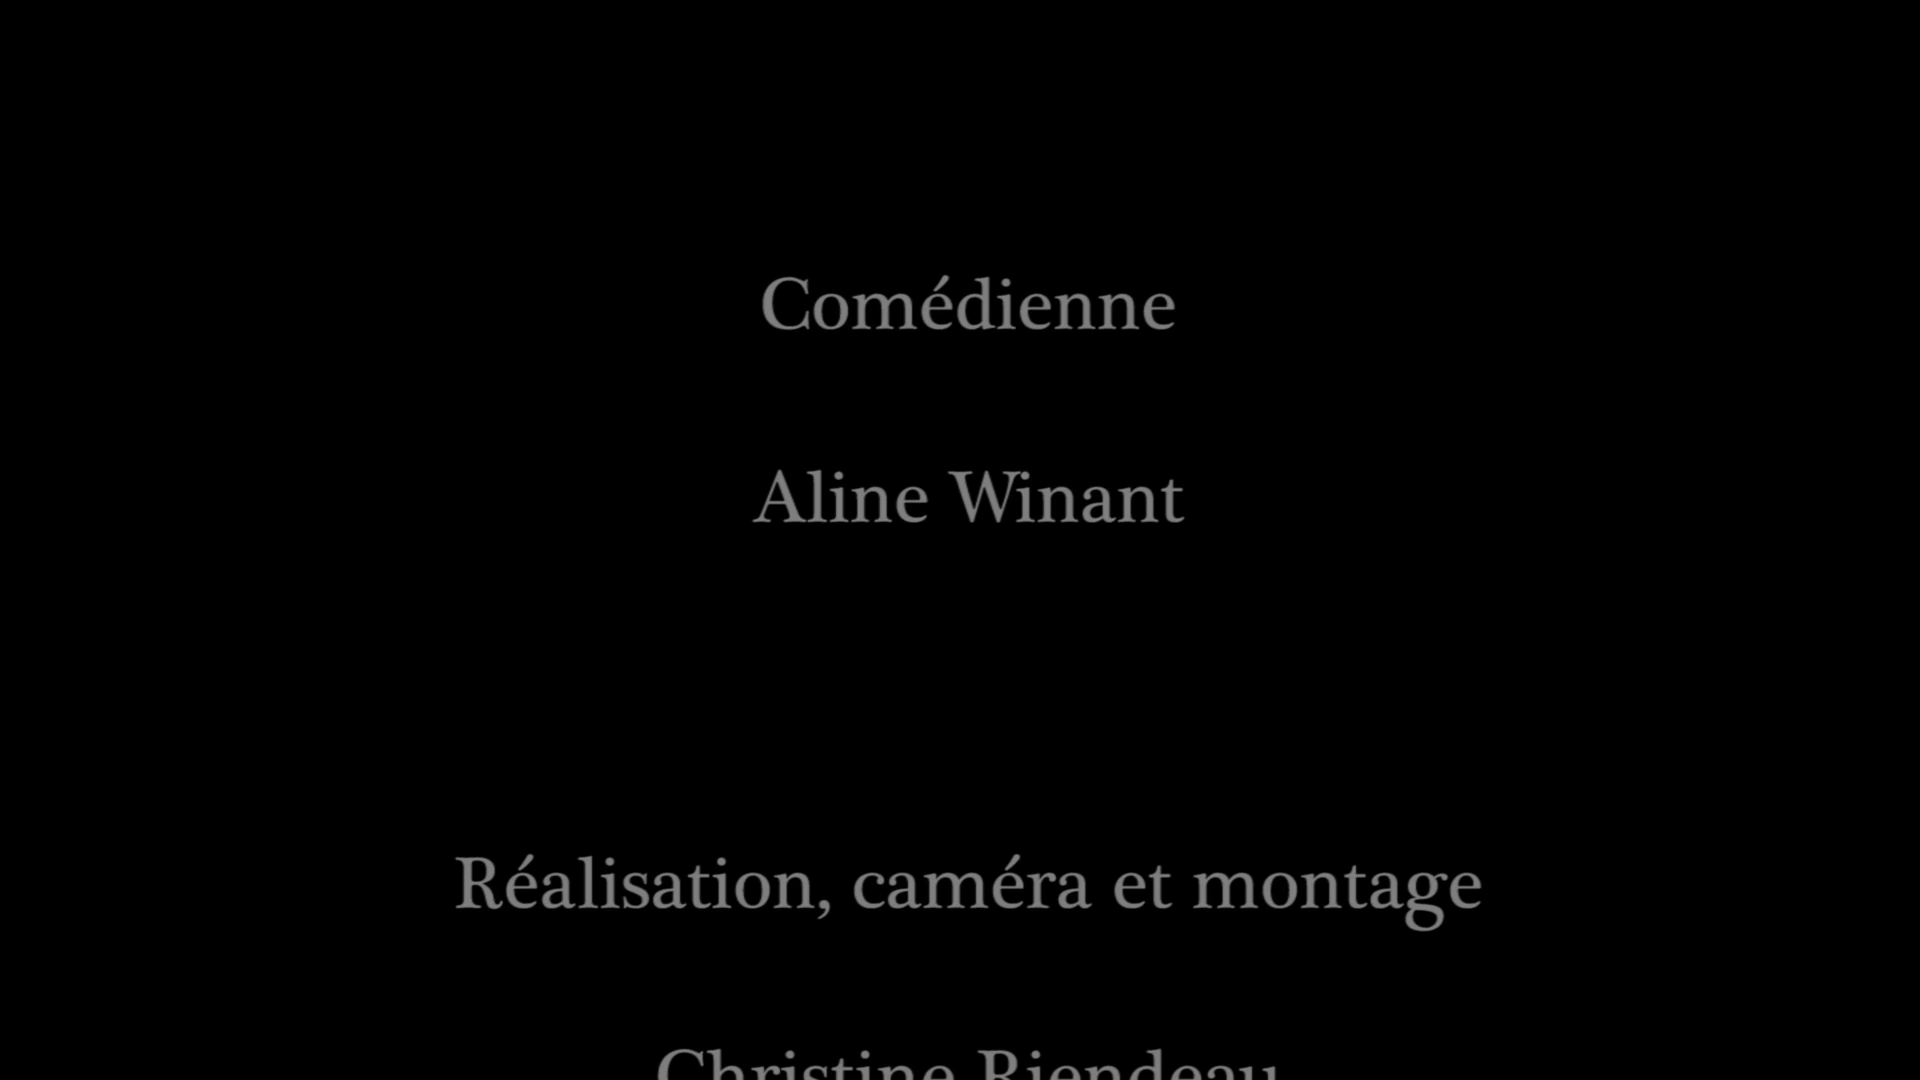 Comédienne
Aline Winant
Réalisation, caméra et montage
Christine Riendeau